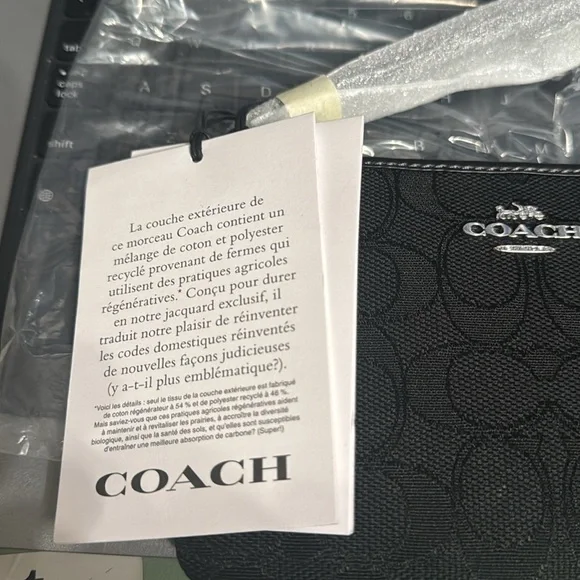 tab
caps
lock
A
S
D
shift
B
M
La couche extérieure de
ce morceau Coach contient un
mélange de coton et polyester
recyclé provenant de fermes qui
utilisent des pratiques agricoles
régénératives.* Conçu pour durer
en notre jacquard exclusif, il
traduit notre plaisir de réinventer
les codes domestiques réinventés
de nouvelles façons judicieuses
(y a-t-il plus emblématique?).
*Voici les détails : seul le tissu de la couche extérieure est fabriqué
de coton régénérateur à 54 % et de polyester recyclé à 46 %.
Mais saviez-vous que ces pratiques agricoles régénératives aident
à maintenir et à revitaliser les prairies, à accroître la diversité
biologique, ainsi que la santé des sols, et qu'elles sont susceptibles
d'entraîner une meilleure absorption de carbone? (Super!)
COACH
COACH